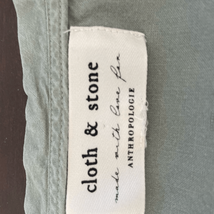 cloth & stone
made with love for
ANTHROPOLOGIE